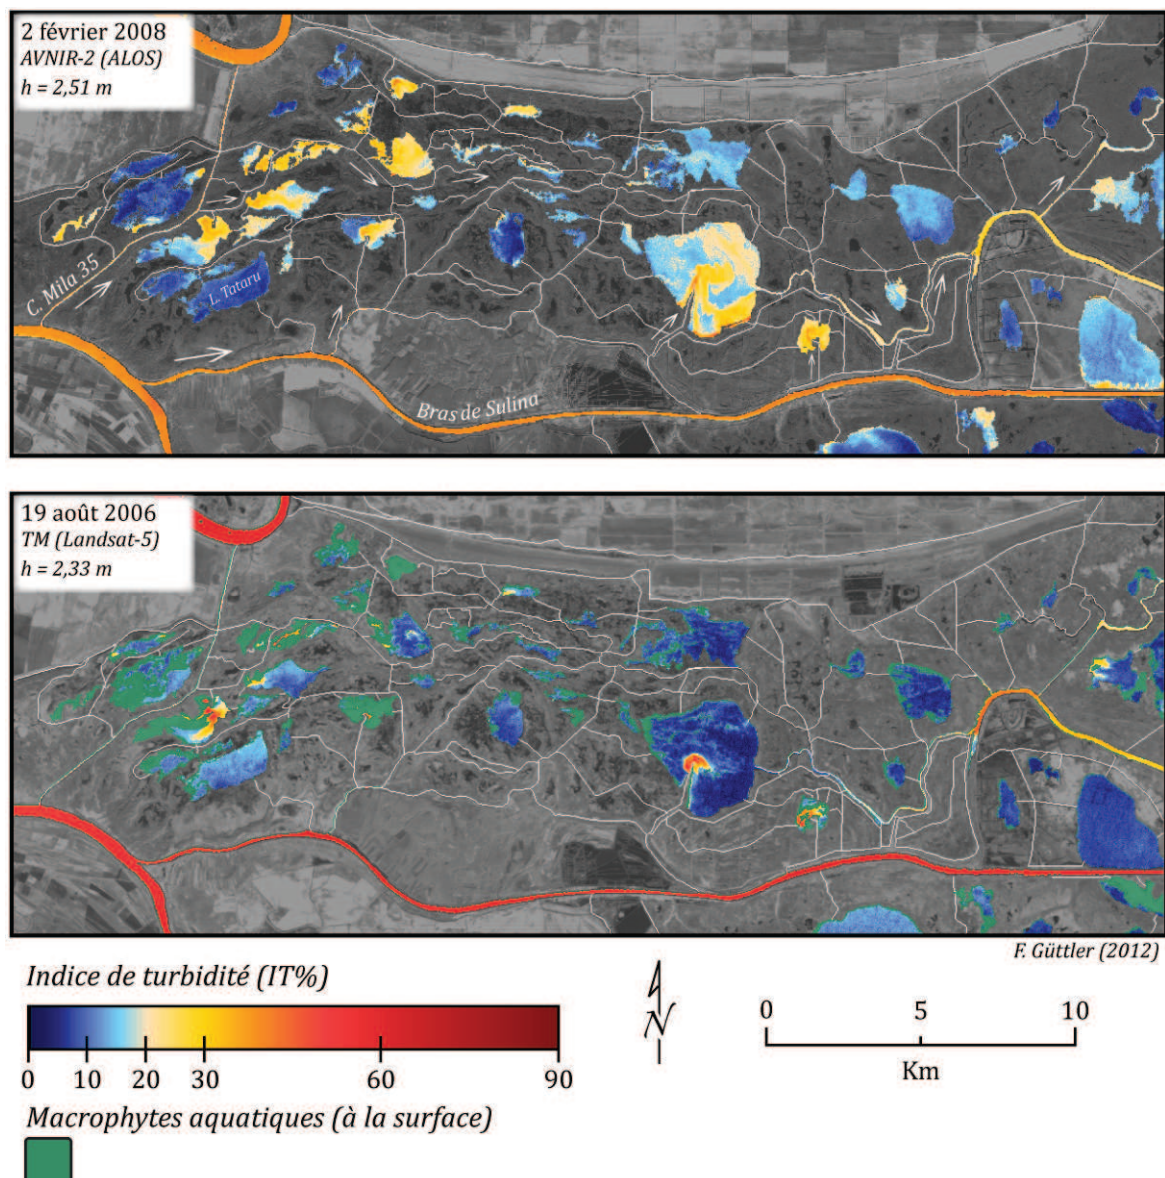 2 février 2008
AVNIR-2 (ALOS)
h = 2,51 m
C. Mila 35
L. Tataru
Bras de Sulina
19 août 2006
TM (Landsat-5)
h = 2,33 m
F. Güttler (2012)
Indice de turbidité (IT%)
0 10 20 30 60 90
N
0 5 10
Km
Macrophytes aquatiques (à la surface)